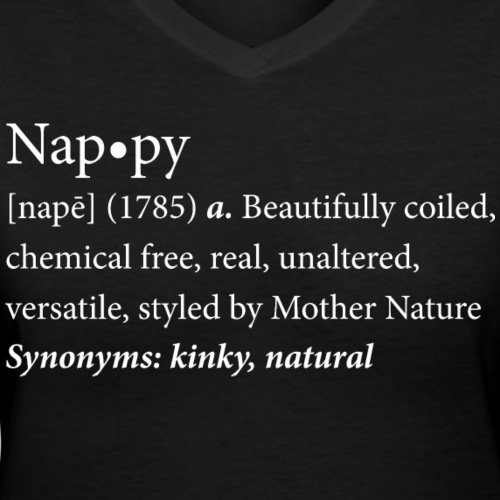 Nap•py
[napē] (1785) a. Beautifully coiled,
chemical free, real, unaltered,
versatile, styled by Mother Nature
Synonyms: kinky, natural